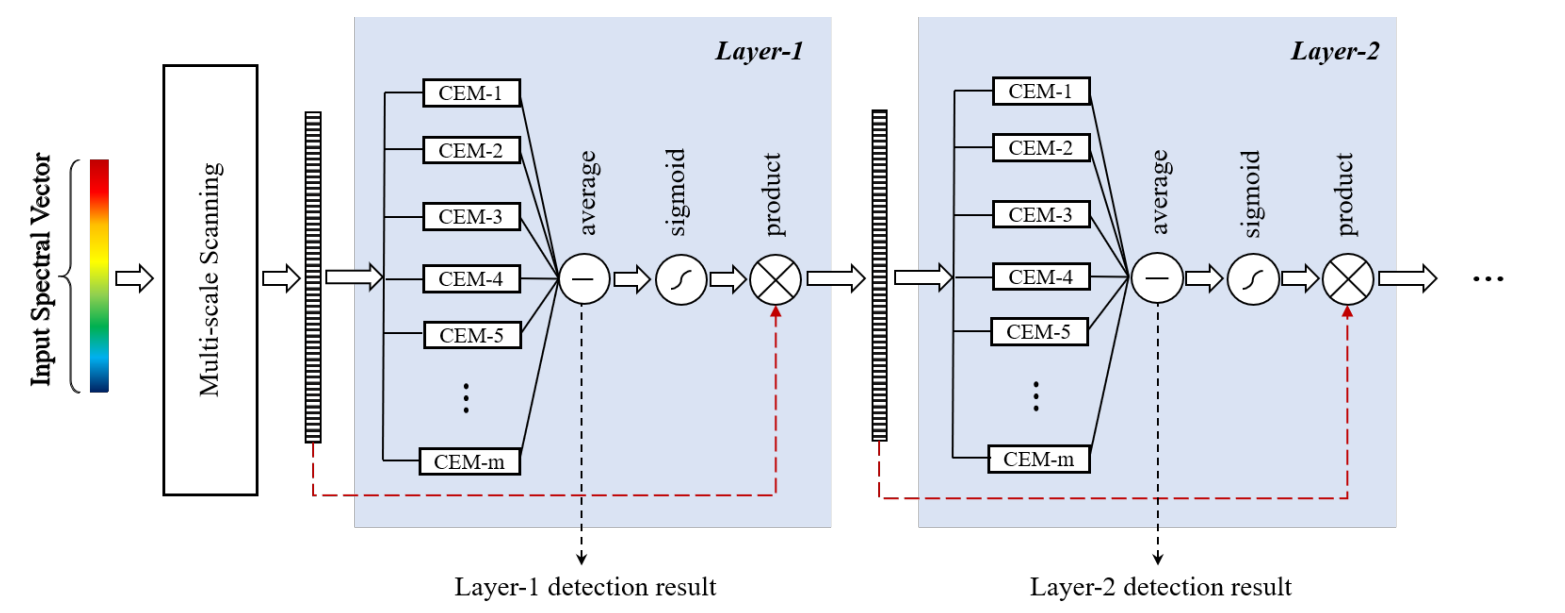 Input Spectral Vector
Multi-scale Scanning
Layer-1
CEM-1
CEM-2
CEM-3
CEM-4
CEM-5
⋮
CEM-m
average
sigmoid
product
Layer-1 detection result
Layer-2
CEM-1
CEM-2
CEM-3
CEM-4
CEM-5
⋮
CEM-m
average
sigmoid
product
Layer-2 detection result
...